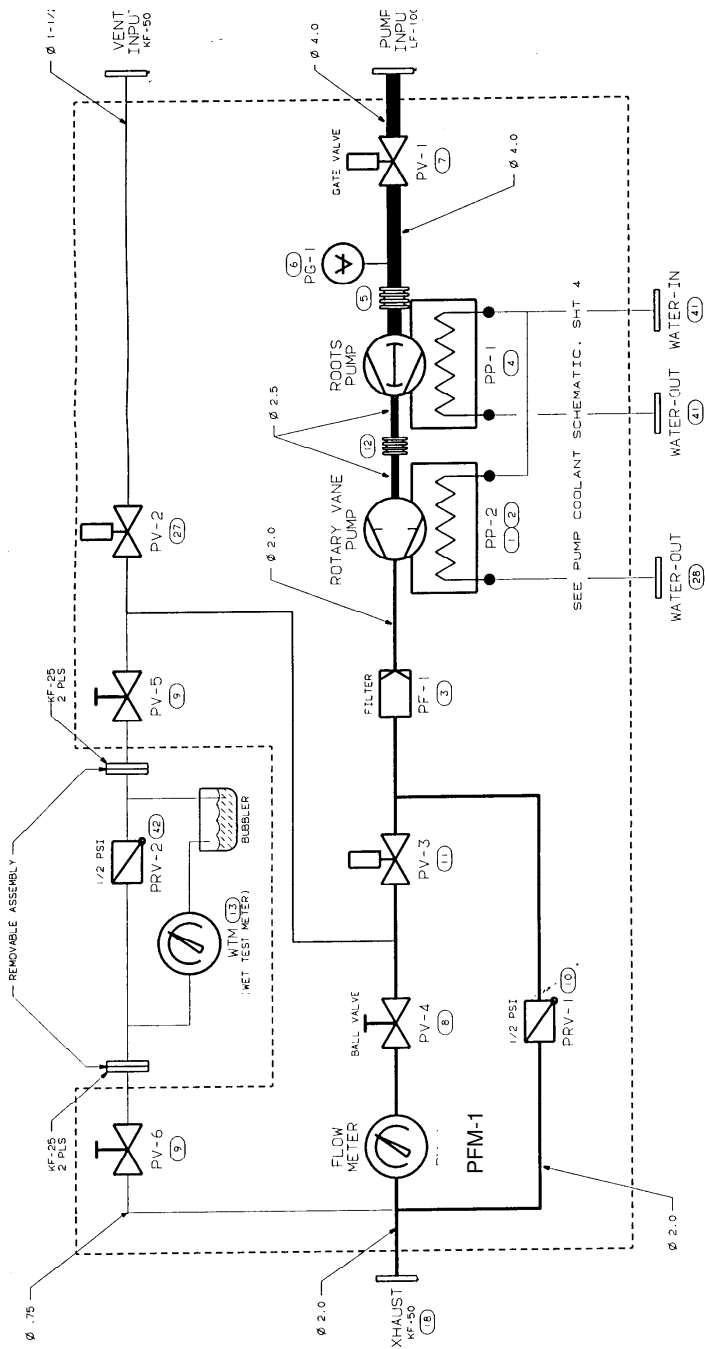 VENT
INPU
KF-50
Ø 1-1/
PUMP
INPU
LF-10
Ø 4.0
GATE VALVE
PV-1
7
Ø 4.0
6
PG-1
5
ROOTS
PUMP
PP-1
4
Ø 2.5
12
ROTARY VANE
PUMP
PP-2
1 2
Ø 2.0
SEE PUMP COOLANT SCHEMATIC, SHT 4
WATER-IN
41
WATER-OUT
41
WATER-OUT
28
PV-2
27
PV-5
9
KF-25
2 PLS
REMOVABLE ASSEMBLY
1/2 PSI
PRV-2
42
BUBBLER
WTM
13
(WET TEST METER)
KF-25
2 PLS
PV-6
9
Ø .75
FILTER
PF-1
3
PV-3
11
BALL VALVE
PV-4
8
1/2 PSI
PRV-1
10
FLOW
METER
PFM-1
Ø 2.0
Ø 2.0
XHAUST
KF-50
18